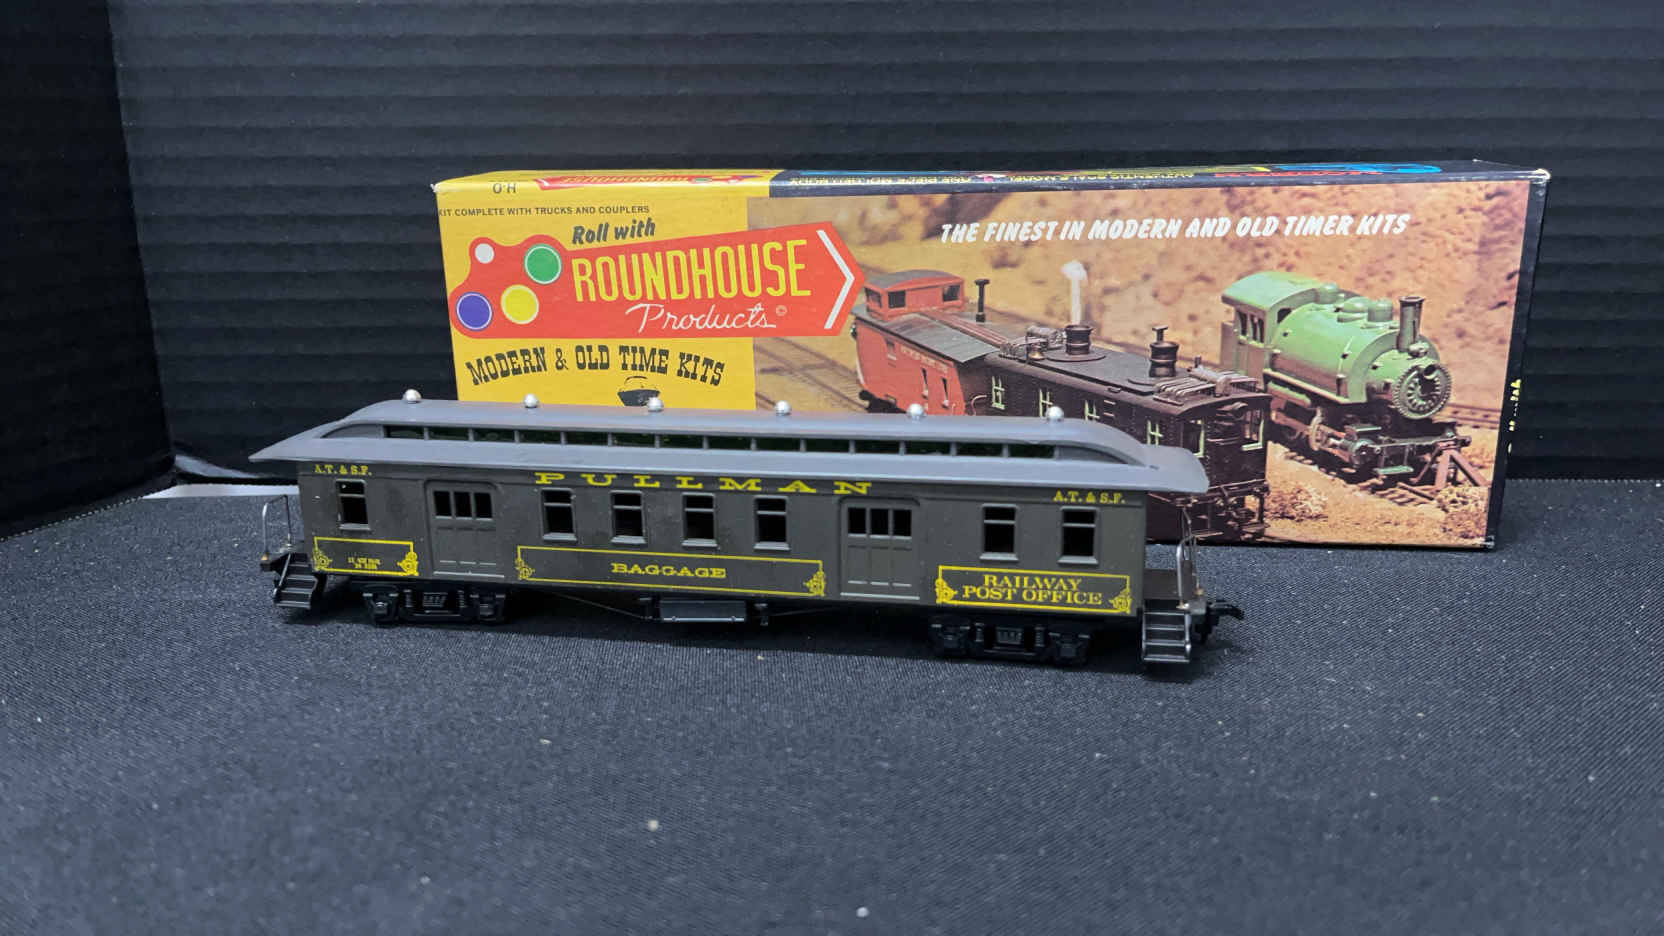 H-O
KIT COMPLETE WITH TRUCKS AND COUPLERS
Roll with
ROUNDHOUSE
Products©
MODERN & OLD TIME KITS
THE FINEST IN MODERN AND OLD TIMER KITS
A.T. & S.F.
PULLMAN
A.T. & S.F.
BAGGAGE
RAILWAY
POST OFFICE